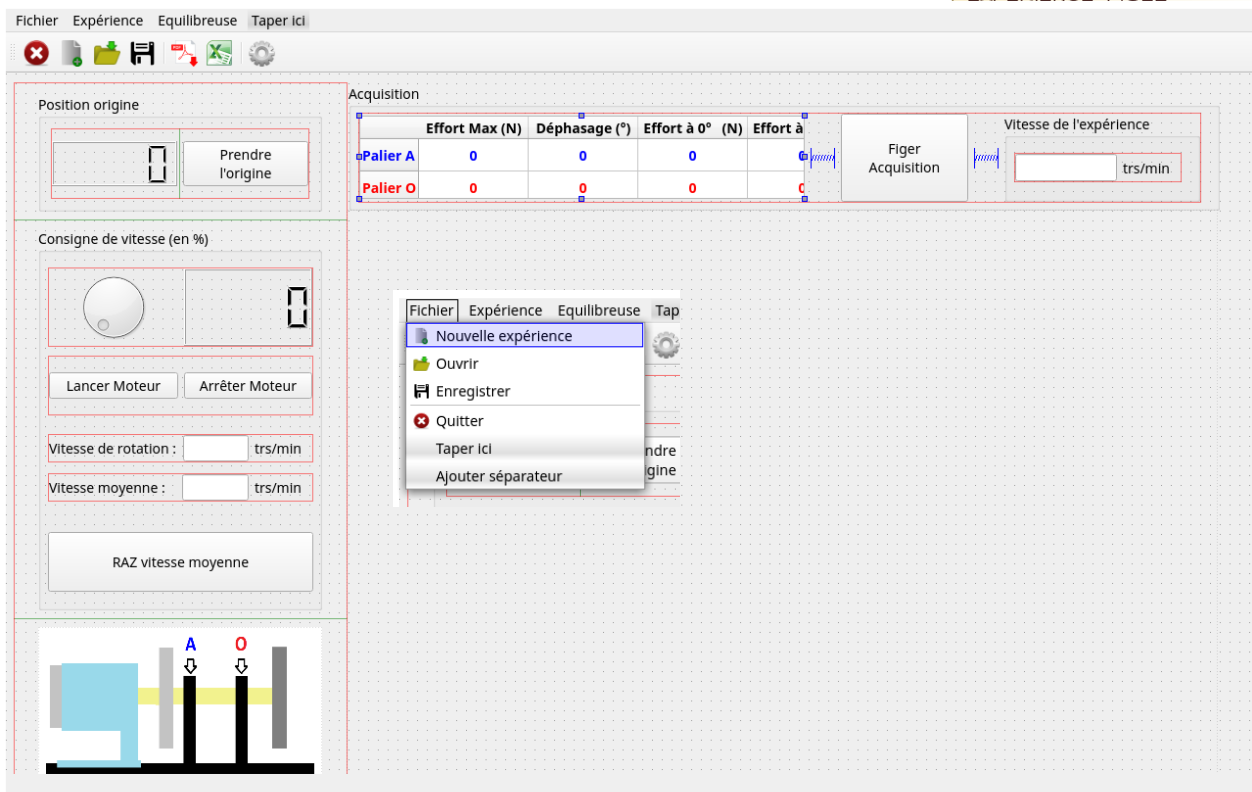 Fichier Expérience Equilibreuse Taper ici
Position origine
0
Prendre
l'origine
Acquisition
Effort Max (N) Déphasage (°) Effort à 0° (N) Effort à
Palier A 0 0 0 0
Palier O 0 0 0 0
Figer
Acquisition
Vitesse de l'expérience
trs/min
Consigne de vitesse (en %)
0
Lancer Moteur Arrêter Moteur
Vitesse de rotation : trs/min
Vitesse moyenne : trs/min
RAZ vitesse moyenne
Fichier Expérience Equilibreuse Tap
Nouvelle expérience
Ouvrir
Enregistrer
Quitter
Taper ici
Ajouter séparateur
ndre
gine
A O